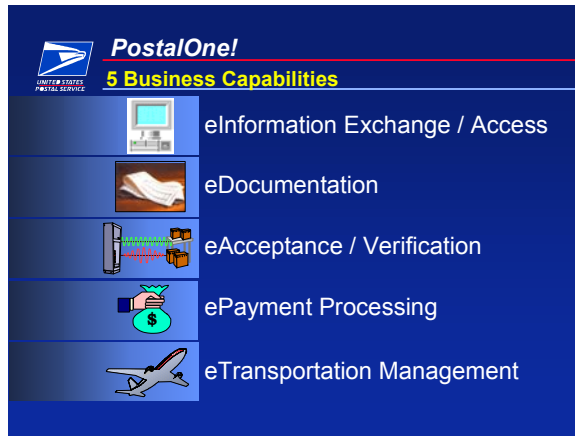 PostalOne!
UNITED STATES
POSTAL SERVICE
5 Business Capabilities
eInformation Exchange / Access
eDocumentation
eAcceptance / Verification
ePayment Processing
$
eTransportation Management